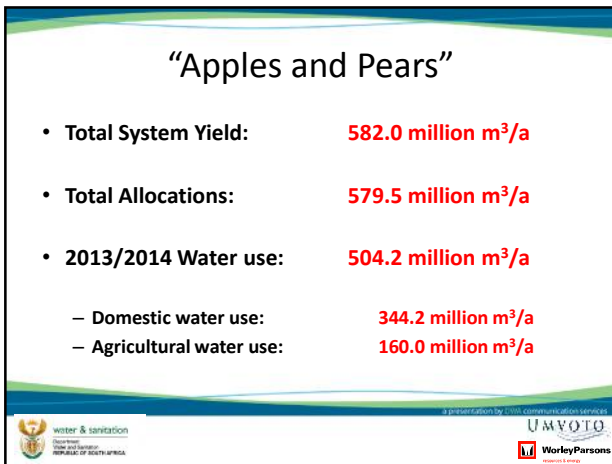 “Apples and Pears”
• Total System Yield: 582.0 million m³/a
• Total Allocations: 579.5 million m³/a
• 2013/2014 Water use: 504.2 million m³/a
– Domestic water use: 344.2 million m³/a
– Agricultural water use: 160.0 million m³/a
a presentation by DWA communication services
water & sanitation
Department:
Water and Sanitation
REPUBLIC OF SOUTH AFRICA
UMVOTO
WorleyParsons
resources & energy